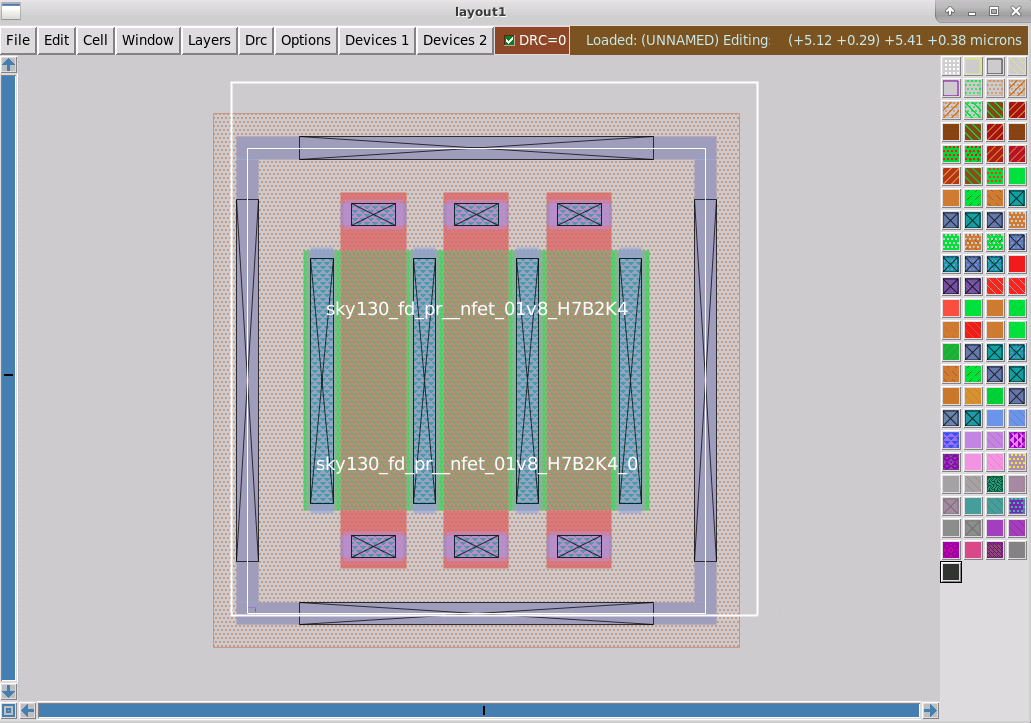 layout1
File Edit Cell Window Layers Drc Options Devices 1 Devices 2 DRC=0 Loaded: (UNNAMED) Editing: (+5.12 +0.29) +5.41 +0.38 microns
sky130_fd_pr__nfet_01v8_H7B2K4
sky130_fd_pr__nfet_01v8_H7B2K4_0